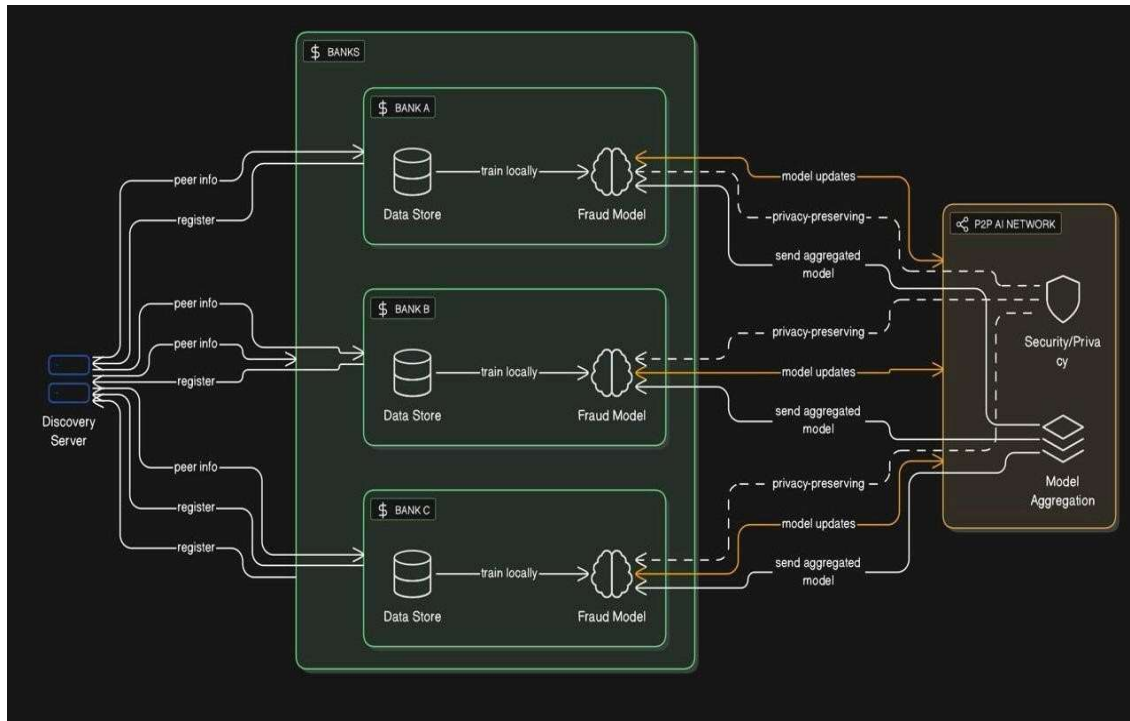 $ BANKS
$ BANK A
peer info
train locally
model updates
Data Store
Fraud Model
register
privacy-preserving
P2P AI NETWORK
send aggregated
model
peer info
$ BANK B
privacy-preserving
Security/Priva
cy
peer info
train locally
model updates
register
Data Store
Fraud Model
send aggregated
model
Discovery
Server
peer info
privacy-preserving
Model
Aggregation
$ BANK C
register
model updates
register
train locally
send aggregated
model
Data Store
Fraud Model